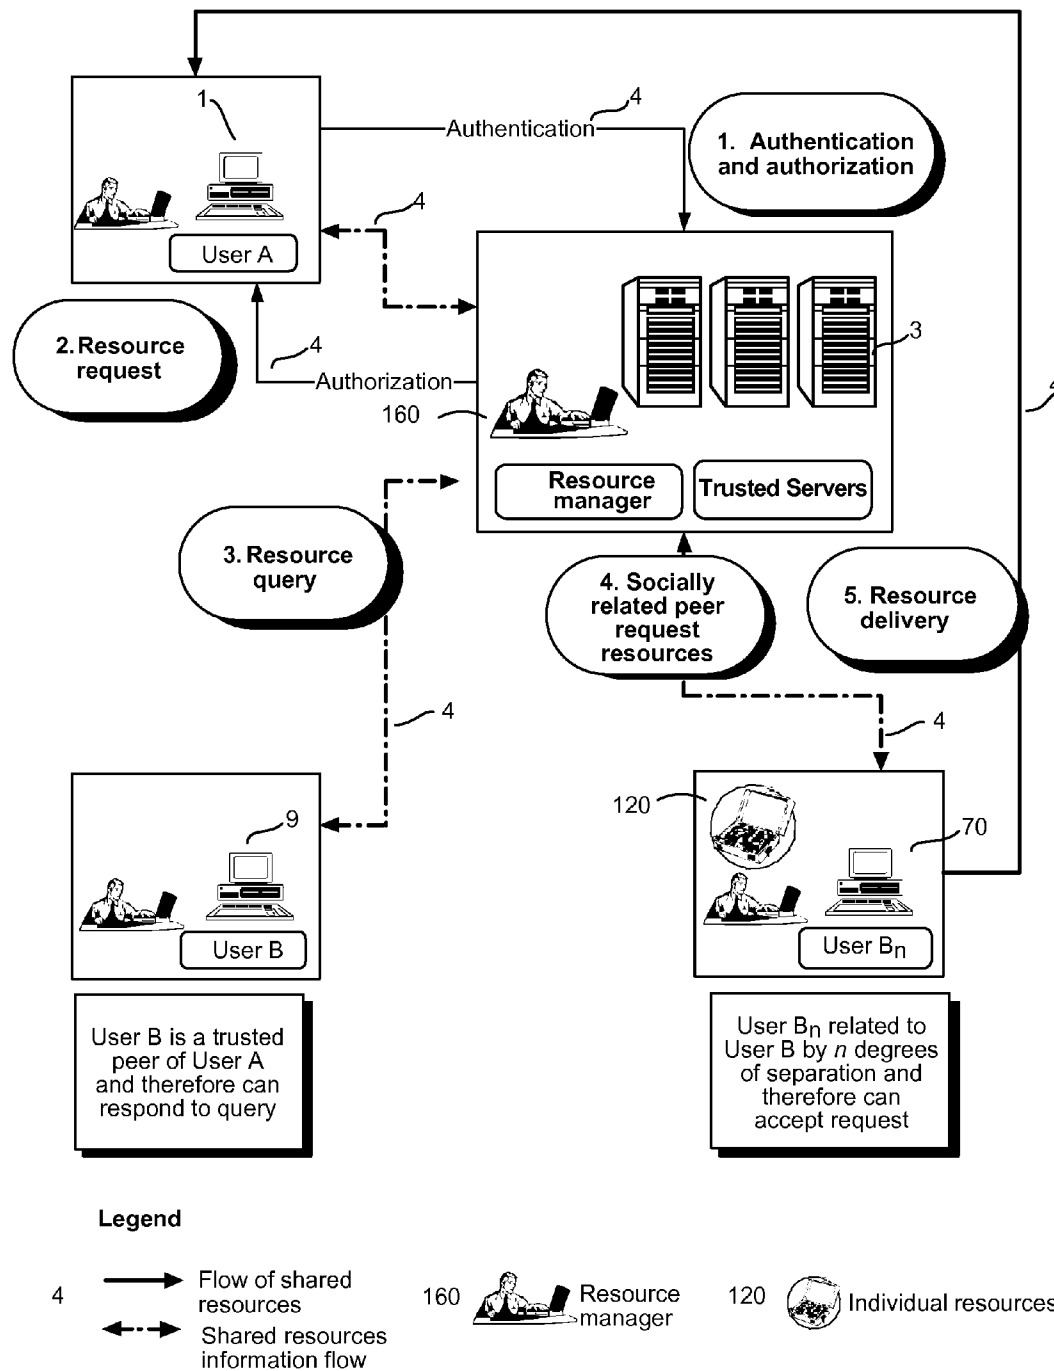 1
4
Authentication
1. Authentication
and authorization
4
User A
2. Resource
request
4
Authorization
3
160
Resource
manager
Trusted Servers
4
3. Resource
query
4. Socially
related peer
request
resources
5. Resource
delivery
4
4
9
User B
120
70
User Bn
User B is a trusted
peer of User A
and therefore can
respond to query
User Bn related to
User B by n degrees
of separation and
therefore can
accept request
Legend
4
Flow of shared
resources
Shared resources
information flow
160
Resource
manager
120
Individual resources